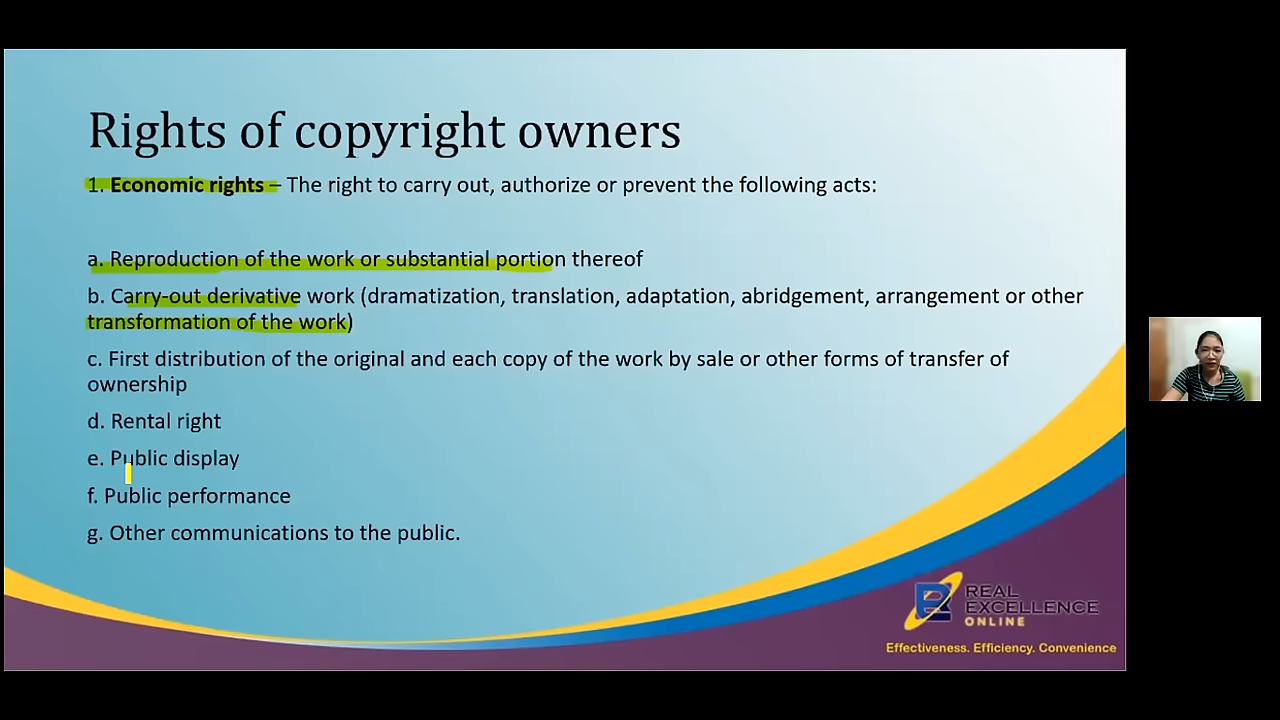 Rights of copyright owners
1. Economic rights – The right to carry out, authorize or prevent the following acts:
a. Reproduction of the work or substantial portion thereof
b. Carry-out derivative work (dramatization, translation, adaptation, abridgement, arrangement or other
transformation of the work)
c. First distribution of the original and each copy of the work by sale or other forms of transfer of
ownership
d. Rental right
e. Public display
f. Public performance
g. Other communications to the public.
REAL
EXCELLENCE
ONLINE
Effectiveness. Efficiency. Convenience